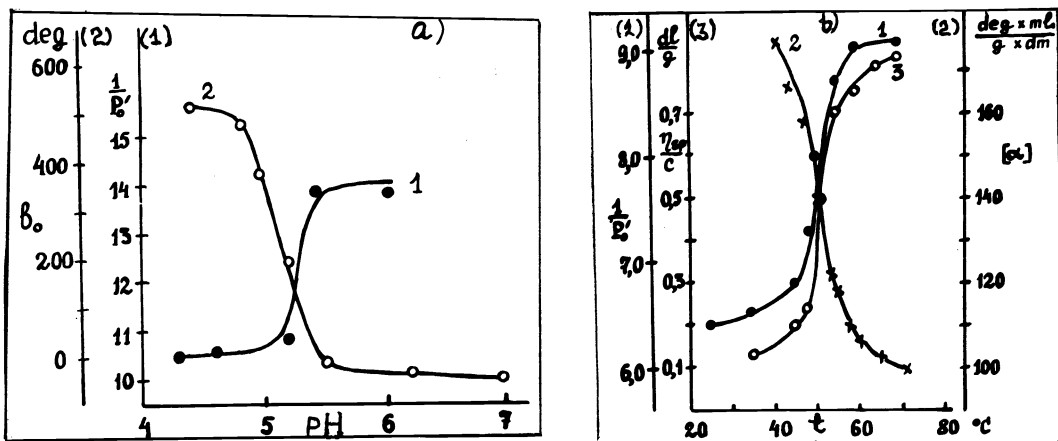 deg (2) (1) a)
600
1/P₀'
2
15
400
14
1
B₀
13
200
12
11
0
10
4 5 PH 6 7
(1) dl/g (3) 2 b) 1 (2) deg × ml / g × dm
9,0
3
0,7 160
ηsp/c
8,0 [α]
0,5 140
1/P₀'
7,0
0,3 120
6,0 0,1 100
20 40 t 60 80 °C